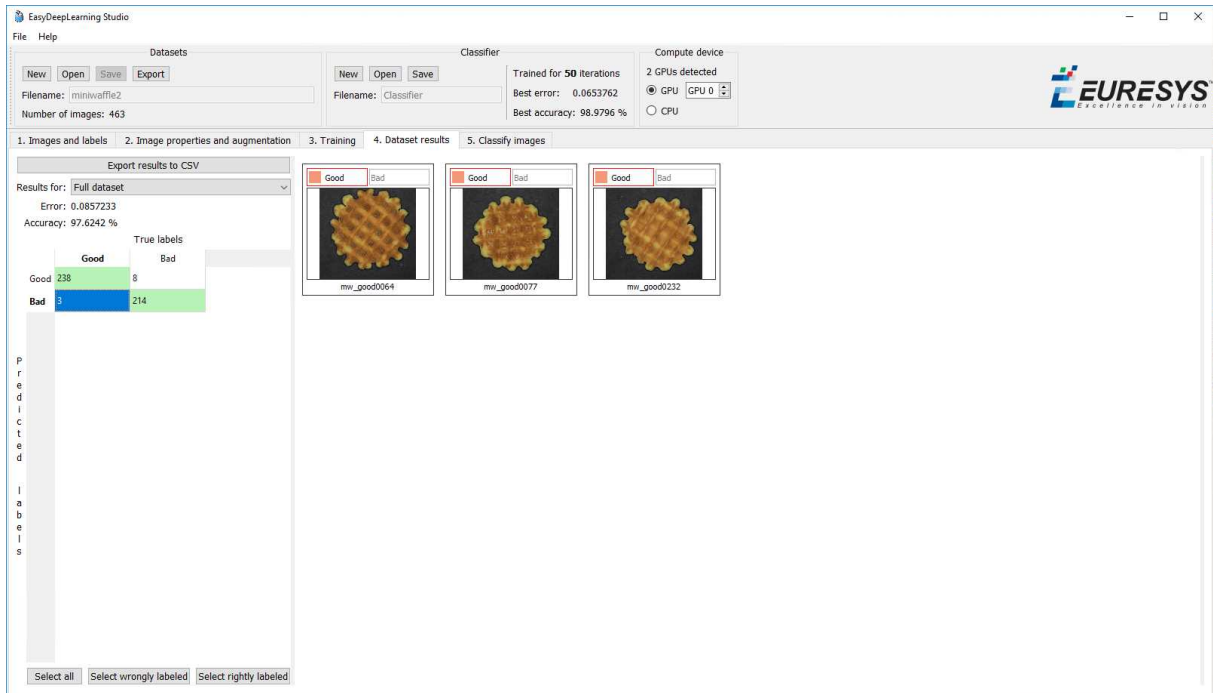 EasyDeepLearning Studio
File Help
Datasets
New Open Save Export
Filename: miniwaffle2
Number of images: 463
Classifier
New Open Save
Filename: Classifier
Trained for 50 iterations
Best error: 0.0653762
Best accuracy: 98.9796 %
Compute device
2 GPUs detected
GPU GPU 0
CPU
EURESYS
Excellence in vision
1. Images and labels 2. Image properties and augmentation 3. Training 4. Dataset results 5. Classify images
Export results to CSV
Results for: Full dataset
Error: 0.0857233
Accuracy: 97.6242 %
True labels
Good Bad
Good 238 8
Bad 3 214
Predicted labels
Select all Select wrongly labeled Select rightly labeled
Good Bad
mw_good0064
Good Bad
mw_good0077
Good Bad
mw_good0232